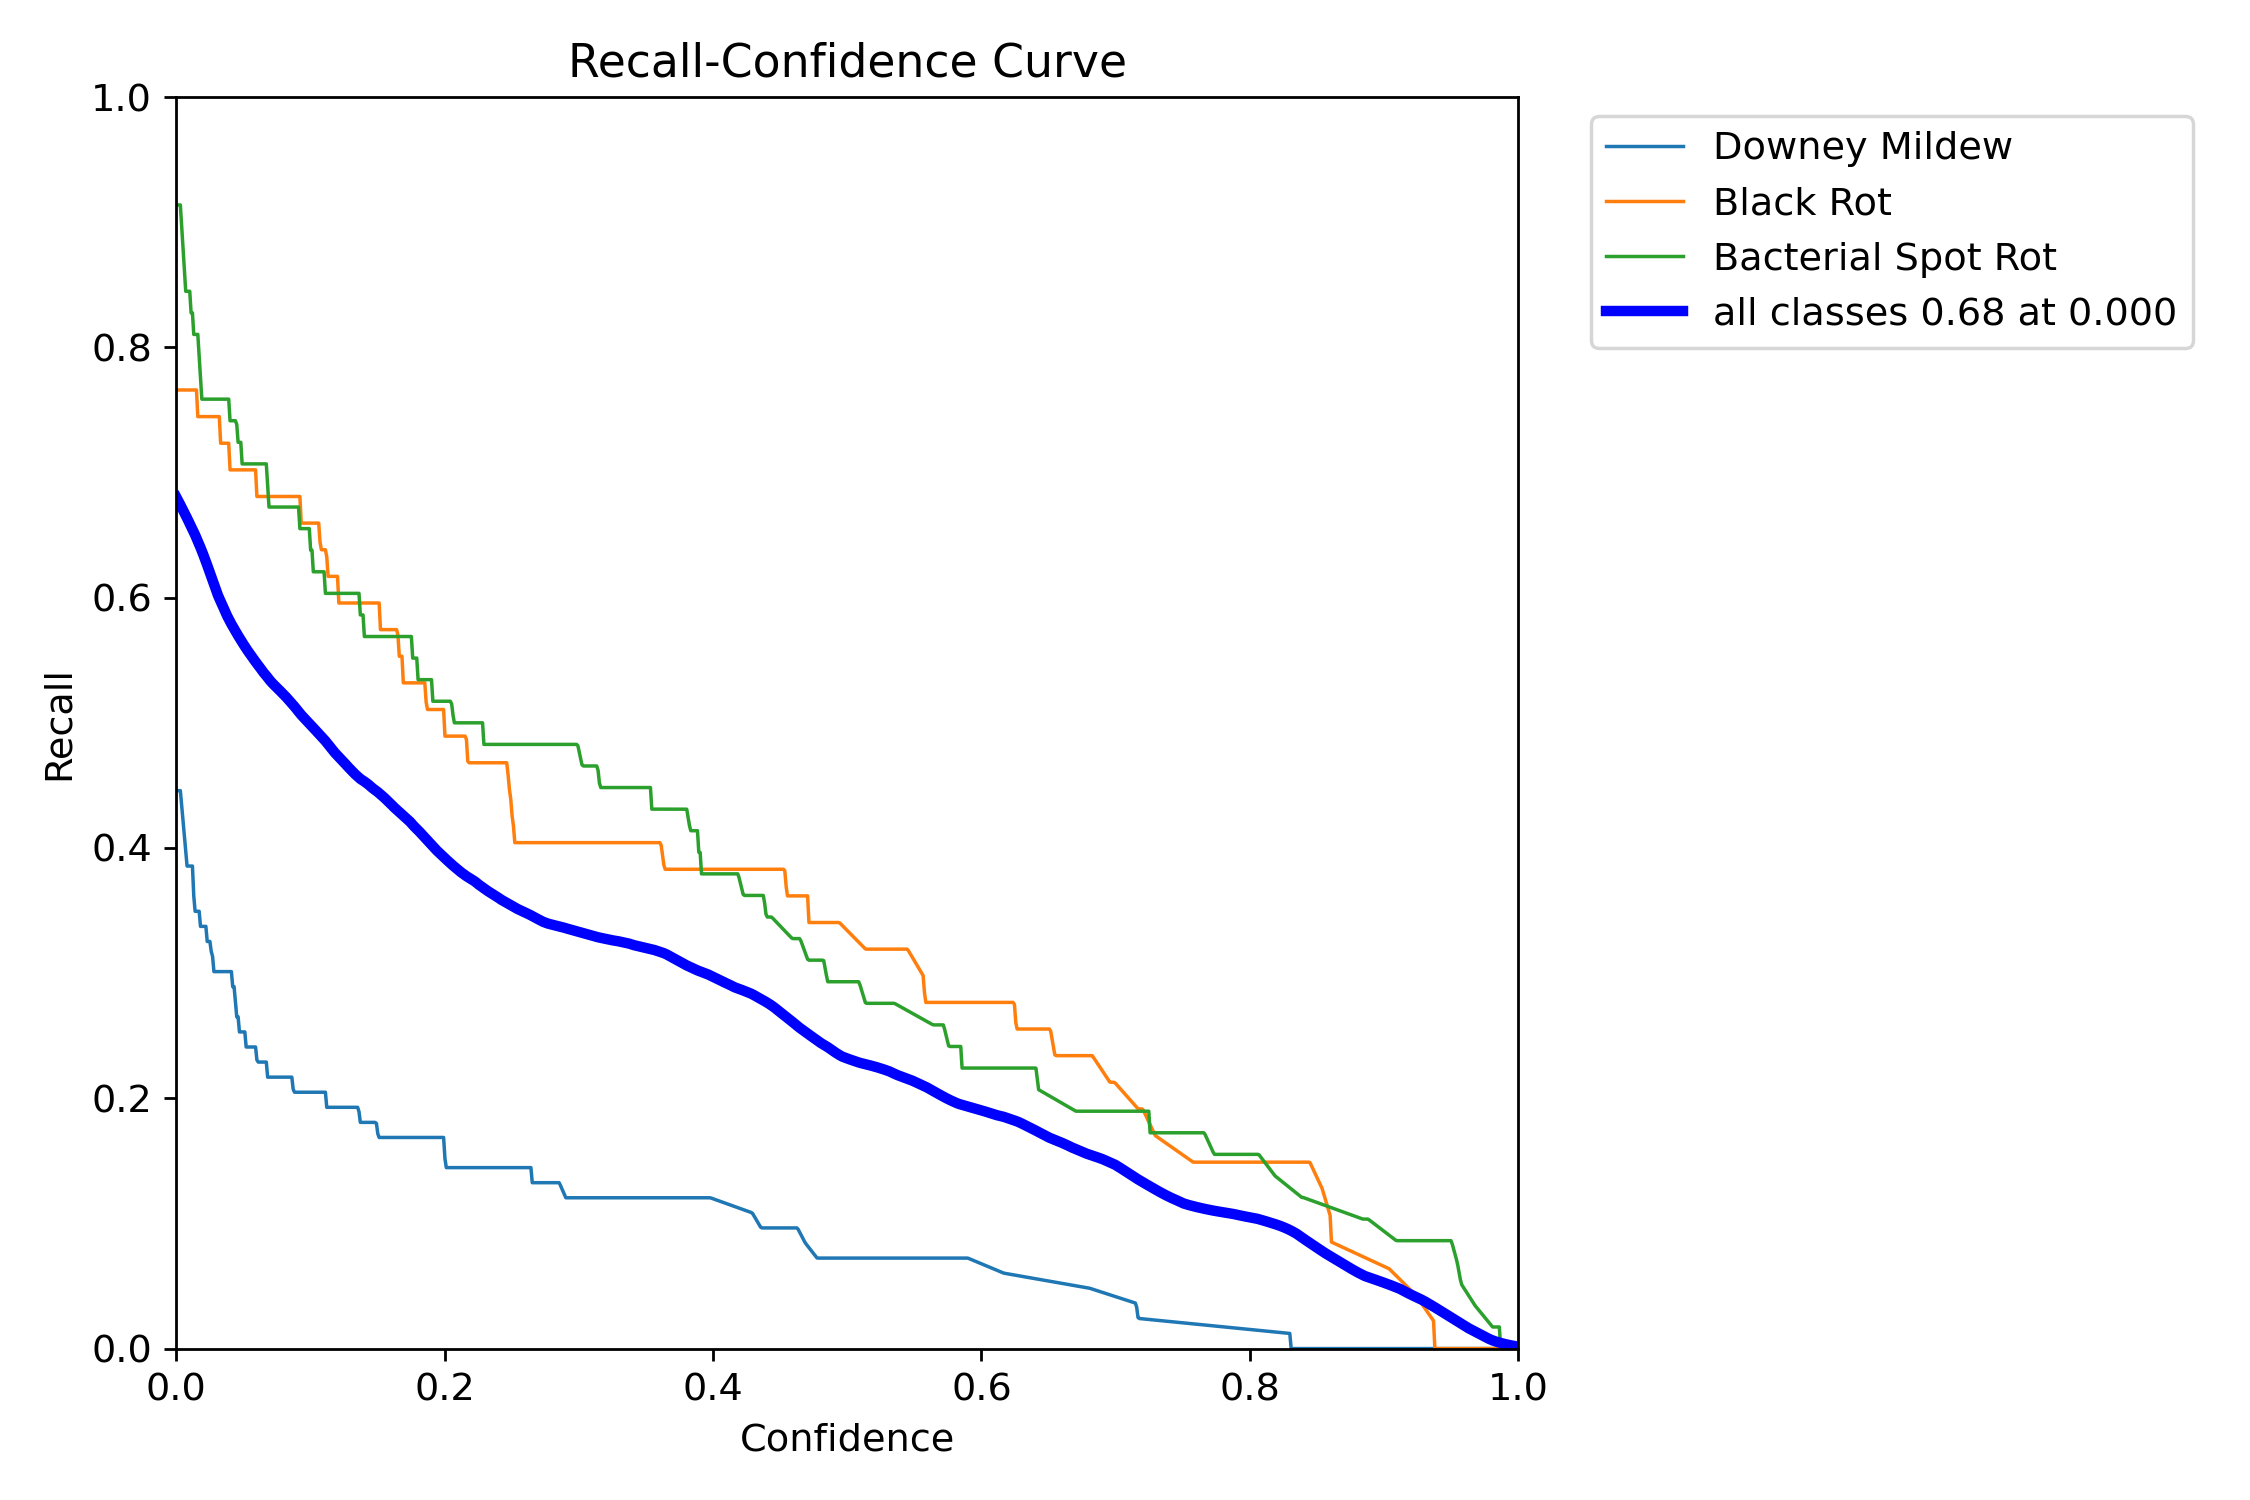 Recall-Confidence Curve
1.0
0.8
0.6
0.4
0.2
0.0
Recall
0.0 0.2 0.4 0.6 0.8 1.0
Confidence
Downey Mildew
Black Rot
Bacterial Spot Rot
all classes 0.68 at 0.000